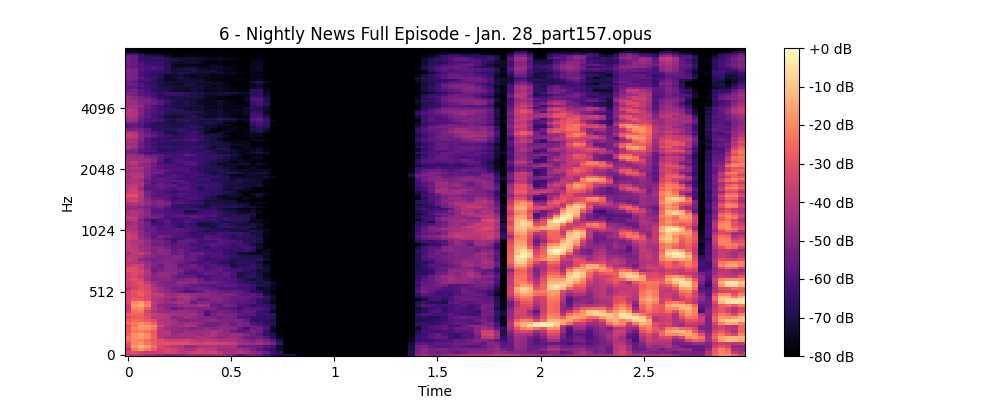 6 - Nightly News Full Episode - Jan. 28_part157.opus
+0 dB
-10 dB
-20 dB
-30 dB
-40 dB
-50 dB
-60 dB
-70 dB
-80 dB
Hz
4096
2048
1024
512
0
0 0.5 1 1.5 2 2.5
Time